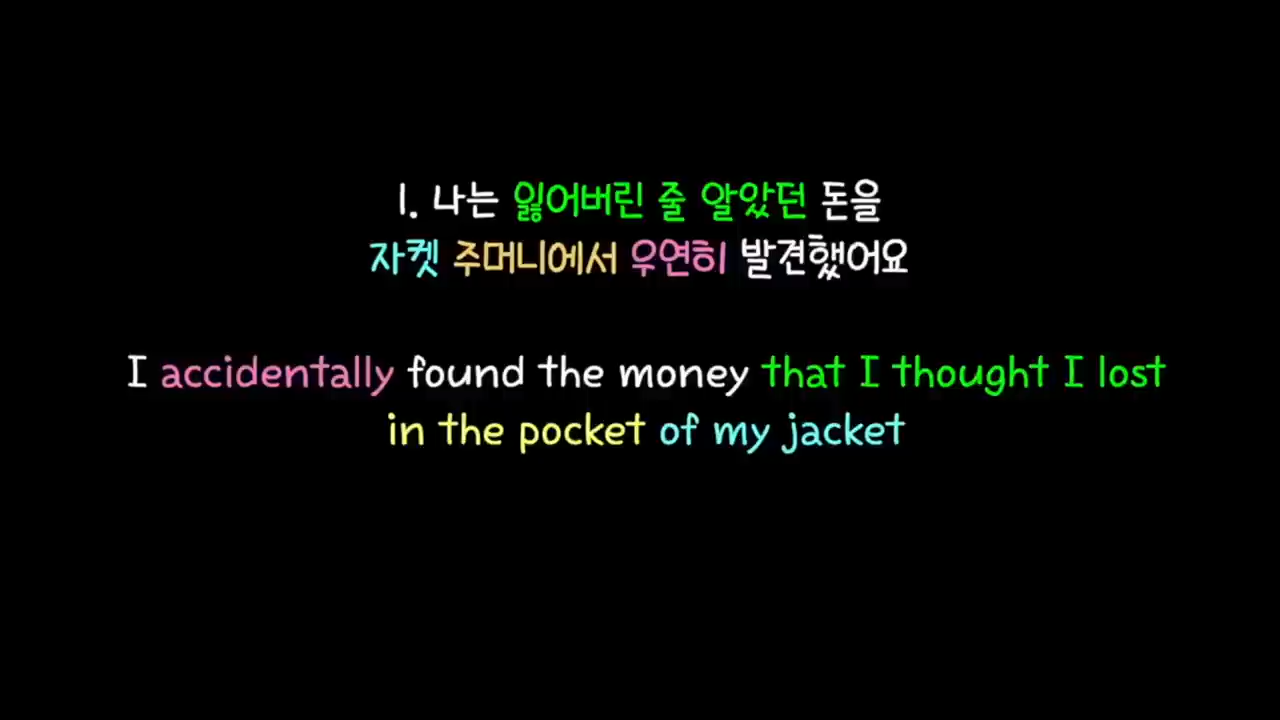 1. 나는 잃어버린 줄 알았던 돈을
자켓 주머니에서 우연히 발견했어요
I accidentally found the money that I thought I lost
in the pocket of my jacket